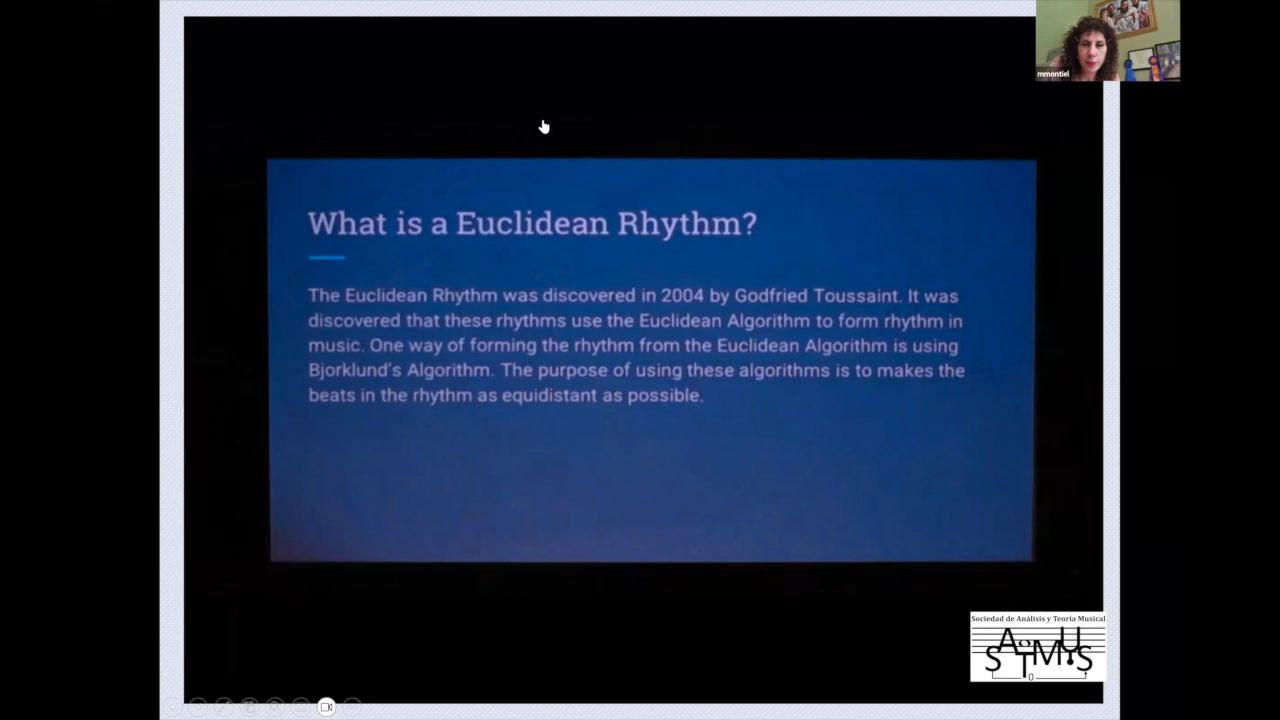 mmontiel
What is a Euclidean Rhythm?
The Euclidean Rhythm was discovered in 2004 by Godfried Toussaint. It was
discovered that these rhythms use the Euclidean Algorithm to form rhythm in
music. One way of forming the rhythm from the Euclidean Algorithm is using
Bjorklund's Algorithm. The purpose of using these algorithms is to makes the
beats in the rhythm as equidistant as possible.
Sociedad de Análisis y Teoría Musical
SATMUS
0